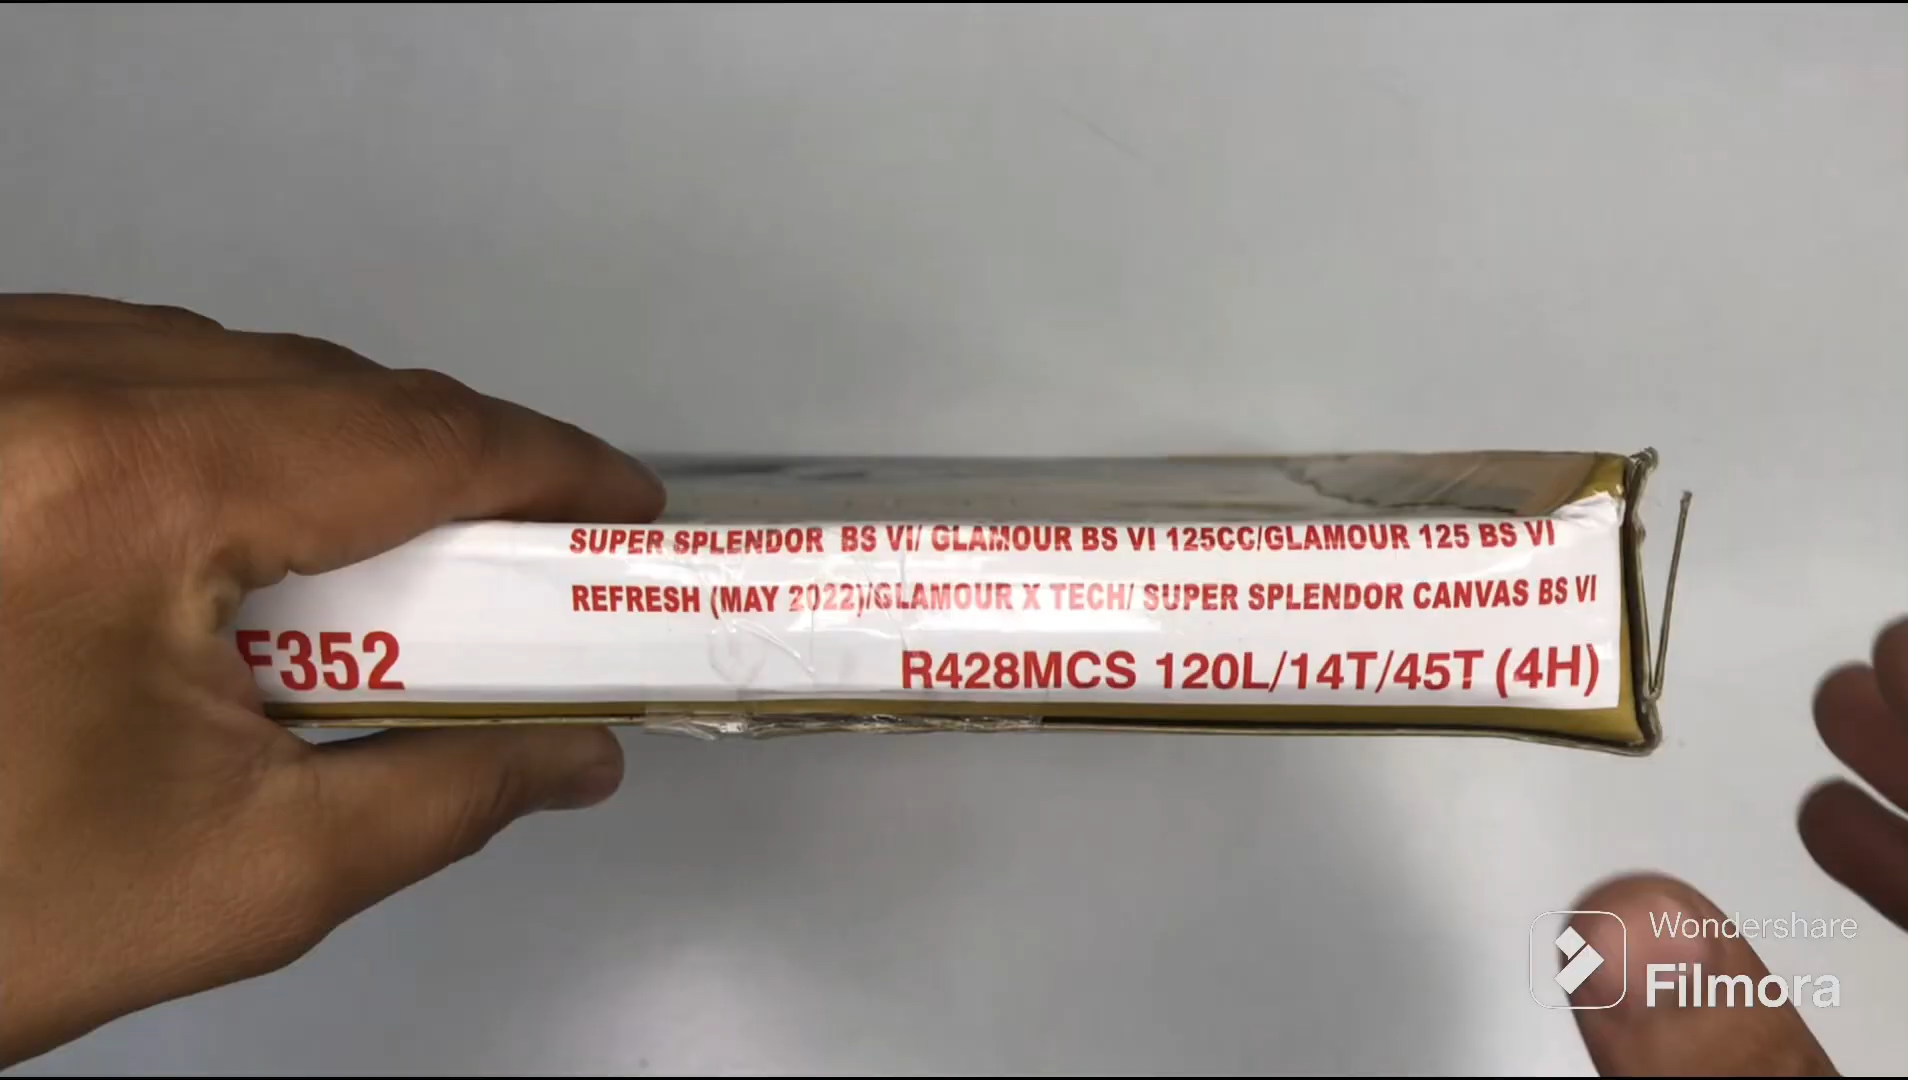 SUPER SPLENDOR BS VI/ GLAMOUR BS VI 125CC/GLAMOUR 125 BS VI
REFRESH (MAY 2022)/GLAMOUR X TECH/ SUPER SPLENDOR CANVAS BS VI
F352
R428MCS 120L/14T/45T (4H)
Wondershare
Filmora